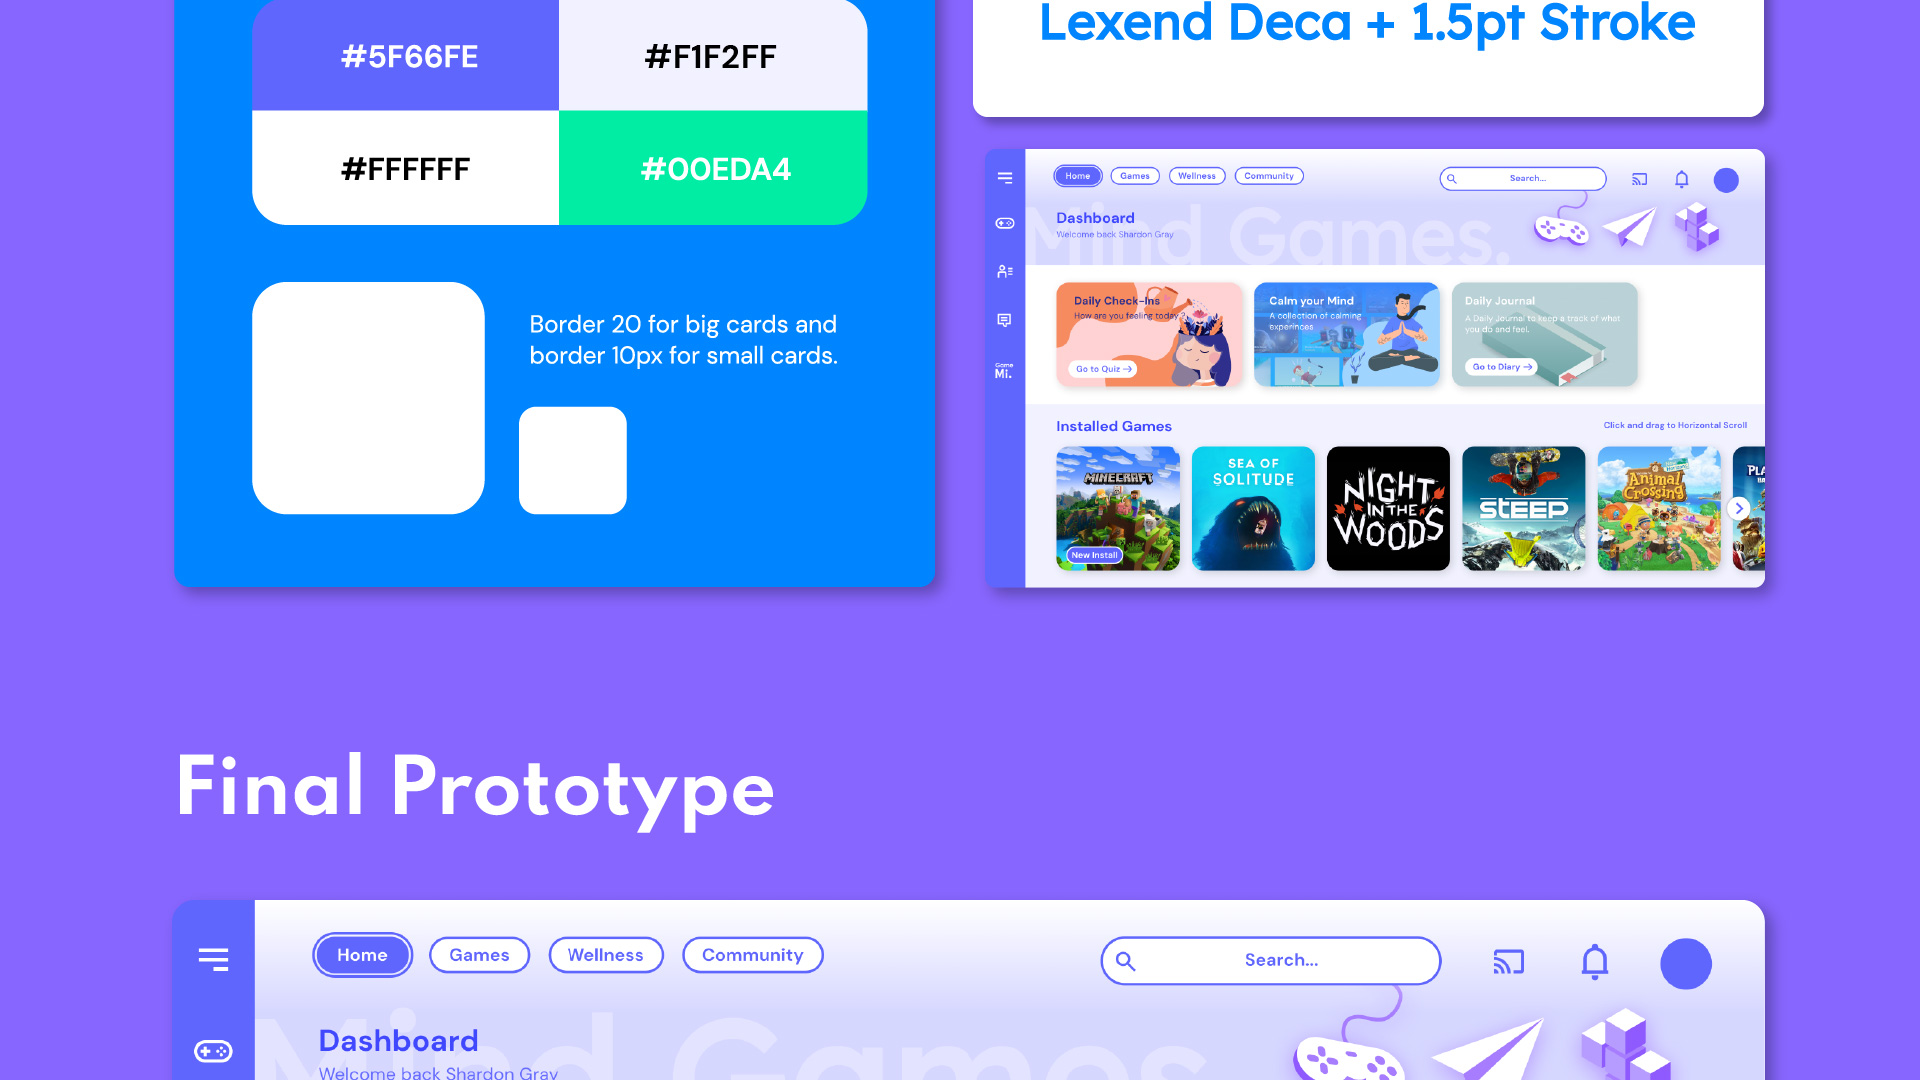 #5F66FE
#F1F2FF
#FFFFFF
#00EDA4
Border 20 for big cards and
border 10px for small cards.
Lexend Deca + 1.5pt Stroke
Home
Games
Wellness
Community
Search...
Mind Games.
Dashboard
Welcome back Shardon Gray
Daily Check-Ins
How are you feeling today?
Go to Quiz →
Calm your Mind
A collection of calming
experinces
Daily Journal
A Daily Journal to keep a track of what
you do and feel.
Go to Diary →
Game
Mi.
Installed Games
Click and drag to Horizontal Scroll
MINECRAFT
New Install
SEA OF
SOLITUDE
NIGHT
IN THE
WOODS
STEEP
Animal
Crossing
PLA
Final Prototype
Home
Games
Wellness
Community
Search...
Mind Games
Dashboard
Welcome back Shardon Gray